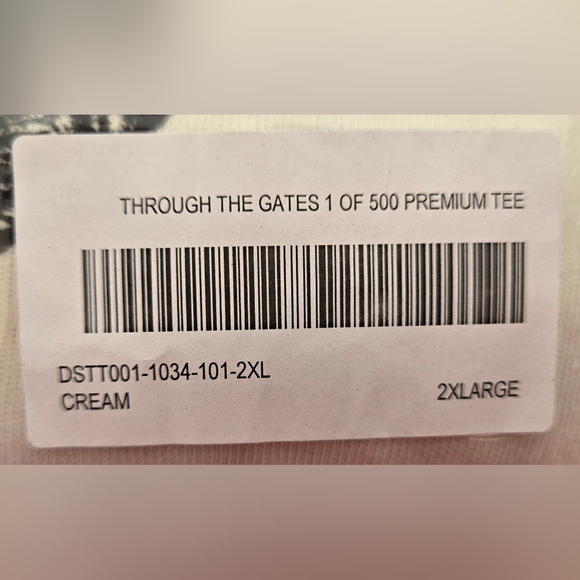 THROUGH THE GATES 1 OF 500 PREMIUM TEE
DSTT001-1034-101-2XL
CREAM
2XLARGE